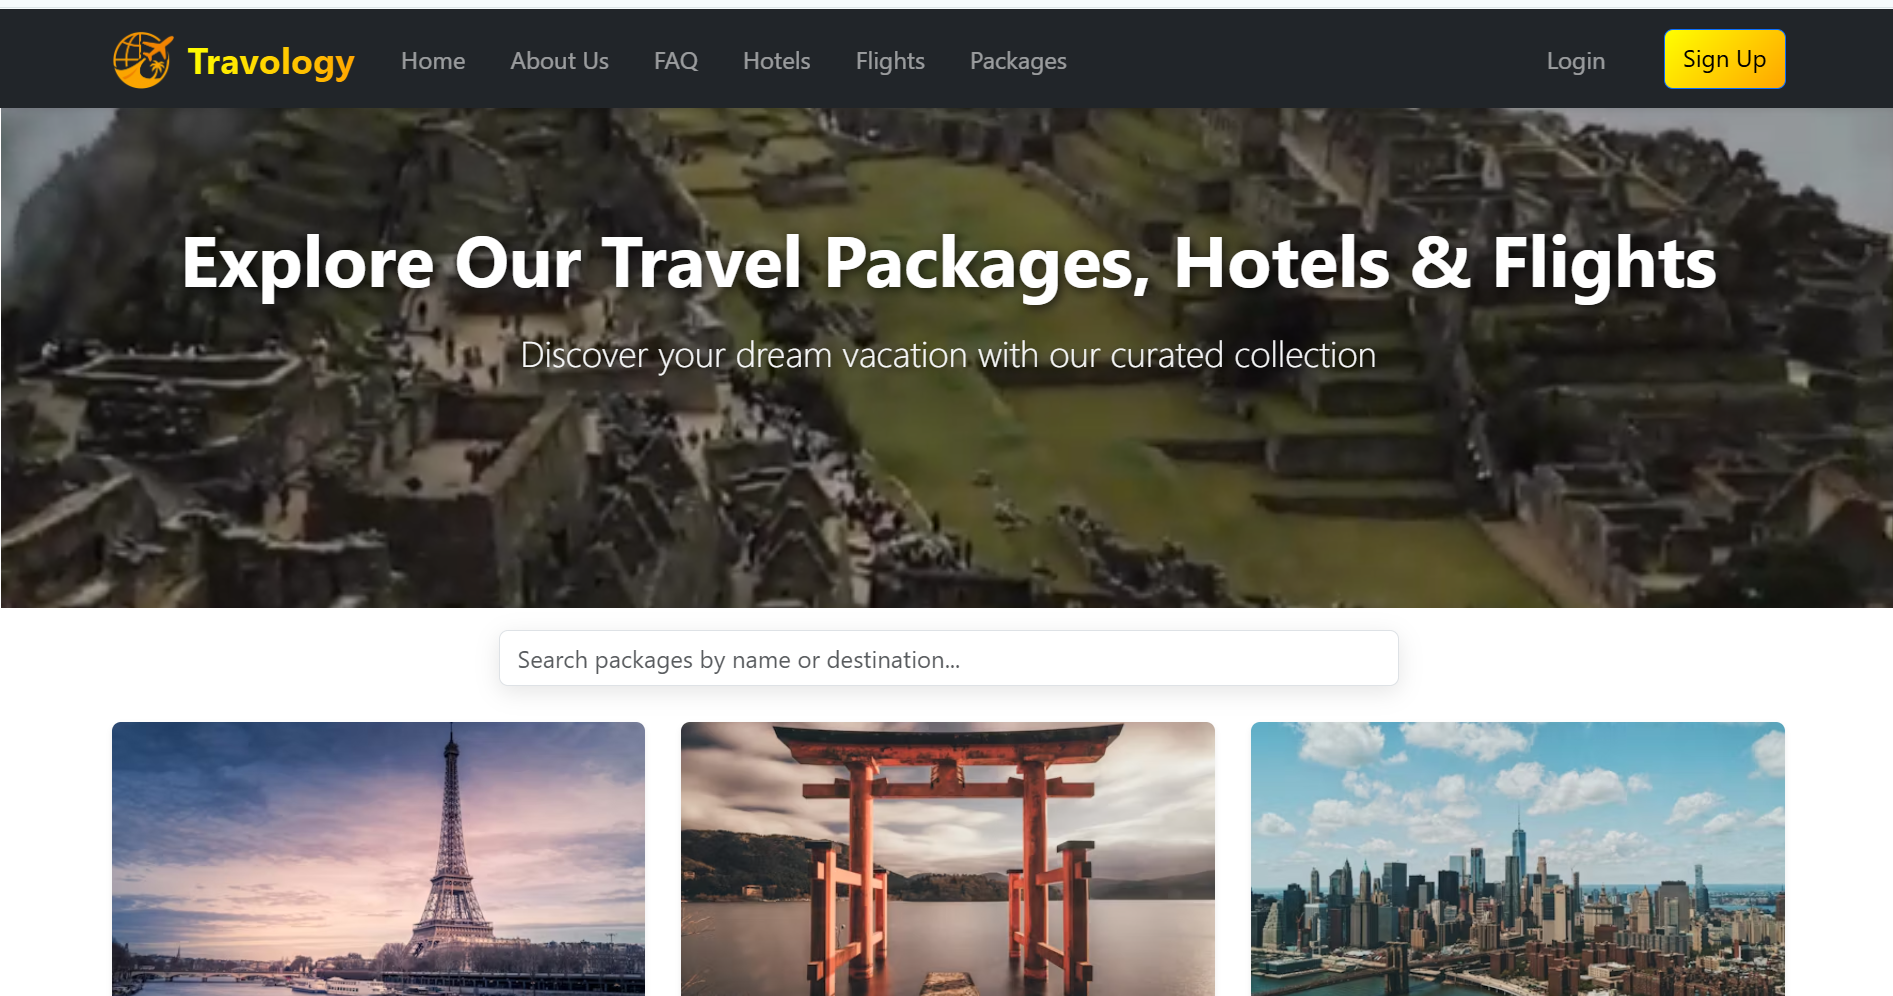 Travology
Home
About Us
FAQ
Hotels
Flights
Packages
Login
Sign Up
Explore Our Travel Packages, Hotels & Flights
Discover your dream vacation with our curated collection
Search packages by name or destination...